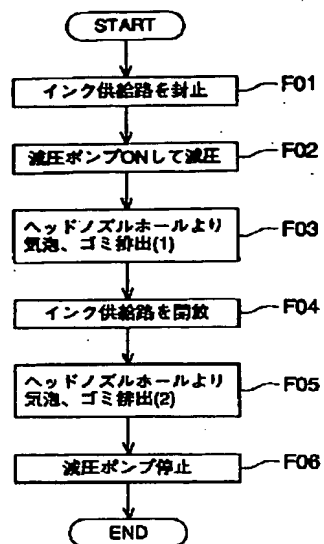 START
インク供給路を封止
F01
減圧ポンプONして減圧
F02
ヘッドノズルホールより
気泡、ゴミ排出(1)
F03
インク供給路を開放
F04
ヘッドノズルホールより
気泡、ゴミ排出(2)
F05
減圧ポンプ停止
F06
END